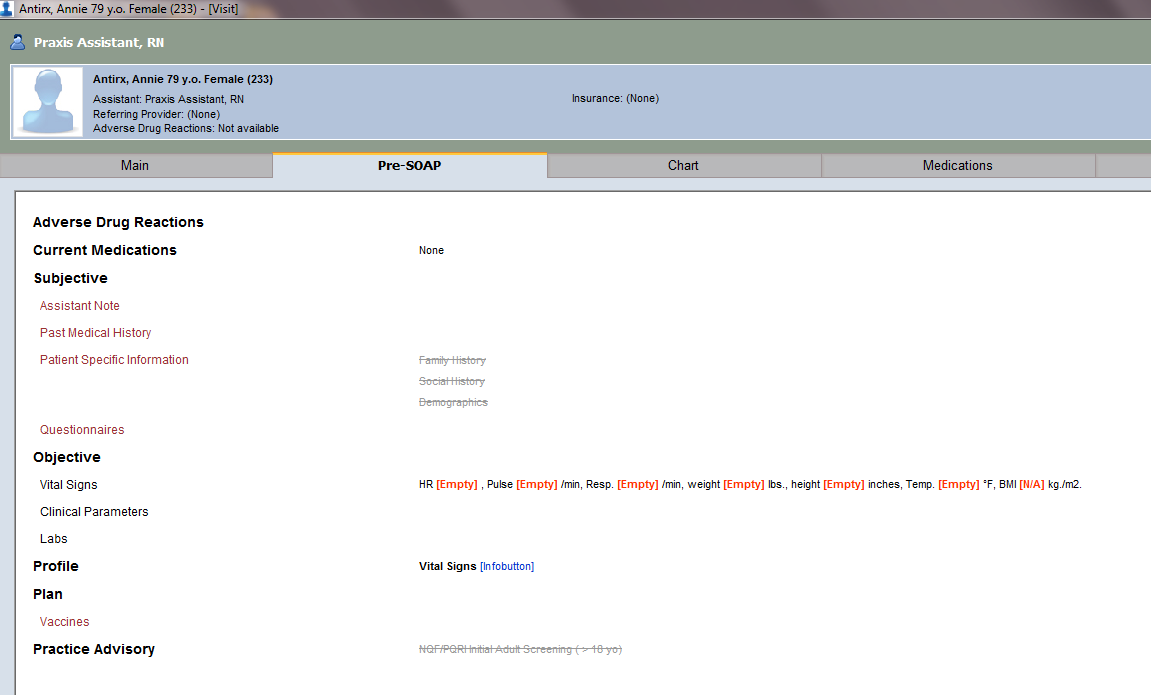 Antirx, Annie 79 y.o. Female (233) - [Visit]
Praxis Assistant, RN
Antirx, Annie 79 y.o. Female (233)
Assistant: Praxis Assistant, RN
Insurance: (None)
Referring Provider: (None)
Adverse Drug Reactions: Not available
Main Pre-SOAP Chart Medications
Adverse Drug Reactions
Current Medications None
Subjective
Assistant Note
Past Medical History
Patient Specific Information Family History
Social History
Demographics
Questionnaires
Objective
Vital Signs HR [Empty] , Pulse [Empty] /min, Resp. [Empty] /min, weight [Empty] lbs., height [Empty] inches, Temp. [Empty] °F, BMI [N/A] kg./m2.
Clinical Parameters
Labs
Profile Vital Signs [Infobutton]
Plan
Vaccines
Practice Advisory NQF/PQRI Initial Adult Screening ( > 18 yo)